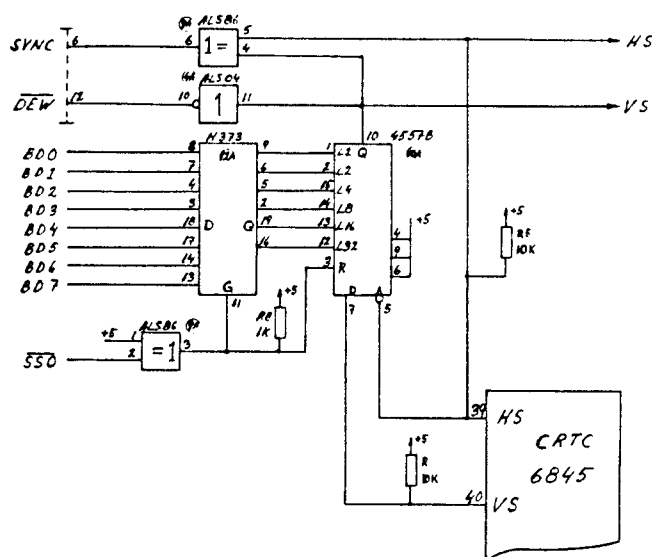 ALS86
SYNC 6 6 1= 5 HS
4
ALS04
DEW 12 10 1 11 VS
H373 10 4557B
BD0 8 9 1 L1 Q
BD1 7 6 2 L2
BD2 4 5 15 L4 +5
BD3 3 2 14 L8
BD4 18 D Q 19 13 L16 4 +5
BD5 17 16 12 L32 9 R5
BD6 14 3 R 6 10K
BD7 13 G D A
11 +5 7 5
ALS86 R8
+5 1 1K
SSO 2 =1 3
39 HS
+5 CRTC
R 6845
10K 40 VS